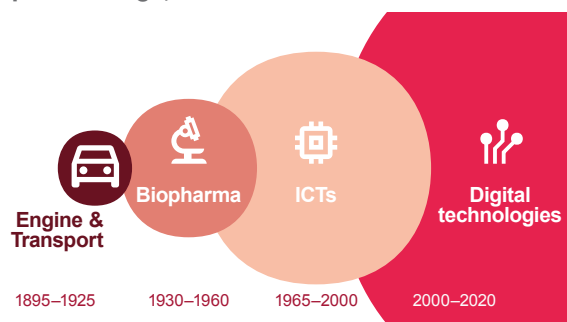 Engine &
Transport
Biopharma
ICTs
Digital
technologies
1895–1925
1930–1960
1965–2000
2000–2020